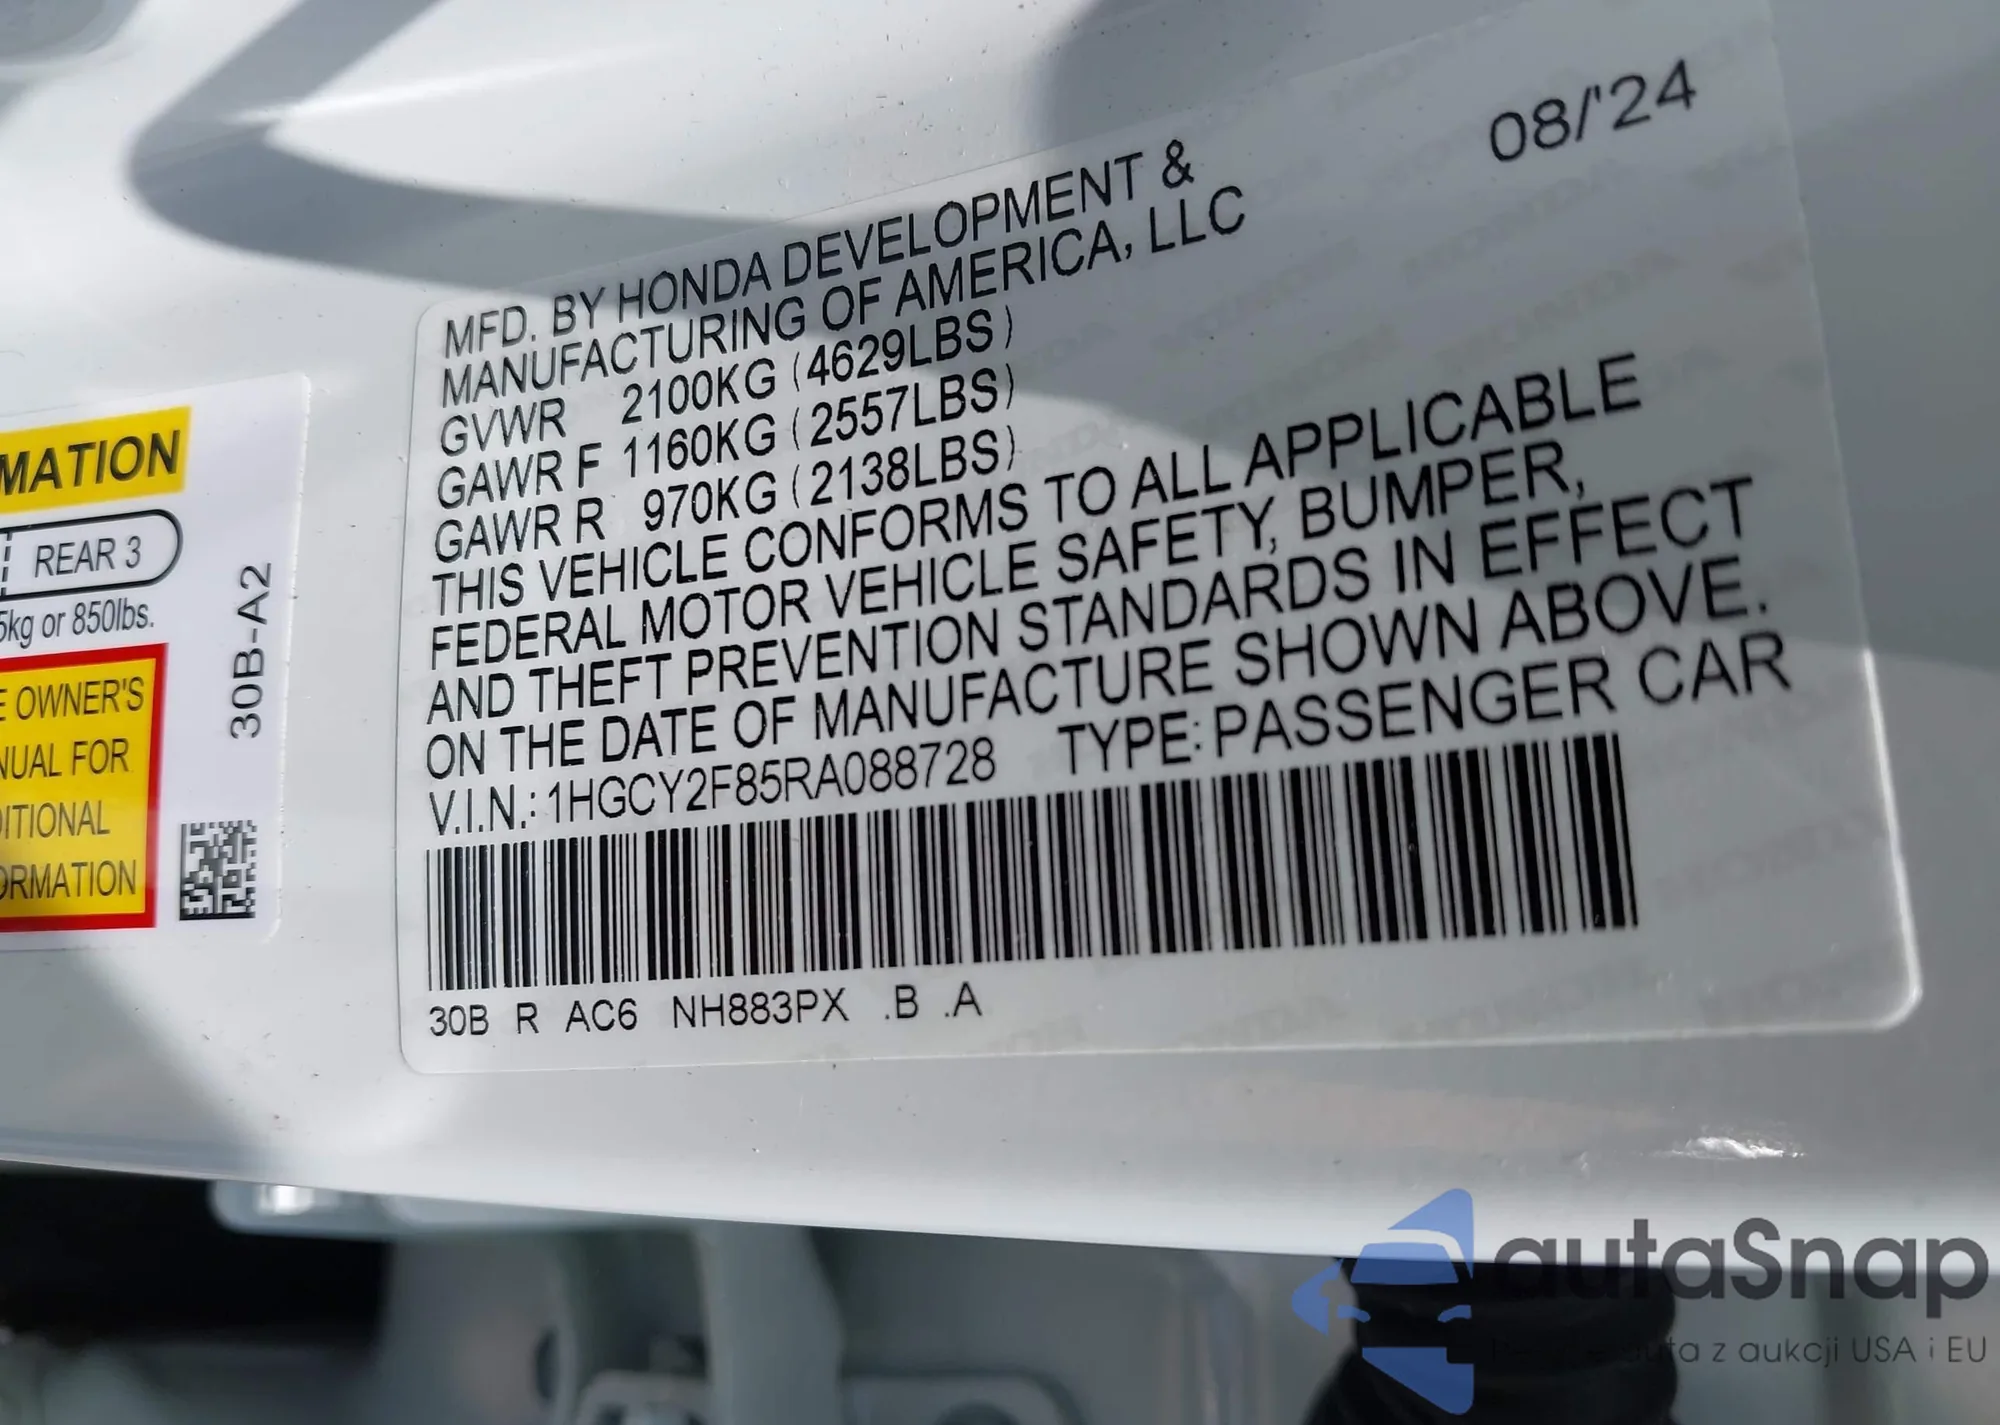 08/'24
MFD. BY HONDA DEVELOPMENT &
MANUFACTURING OF AMERICA, LLC
GVWR 2100KG (4629LBS)
GAWR F 1160KG (2557LBS)
GAWR R 970KG (2138LBS)
THIS VEHICLE CONFORMS TO ALL APPLICABLE
FEDERAL MOTOR VEHICLE SAFETY, BUMPER,
AND THEFT PREVENTION STANDARDS IN EFFECT
ON THE DATE OF MANUFACTURE SHOWN ABOVE.
V.I.N.: 1HGCY2F85RA088728 TYPE: PASSENGER CAR
30B R AC6 NH883PX .B .A
MATION
REAR 3
5kg or 850lbs.
E OWNER'S
NUAL FOR
DITIONAL
ORMATION
30B-A2
autaSnap
auta z aukcji USA i EU